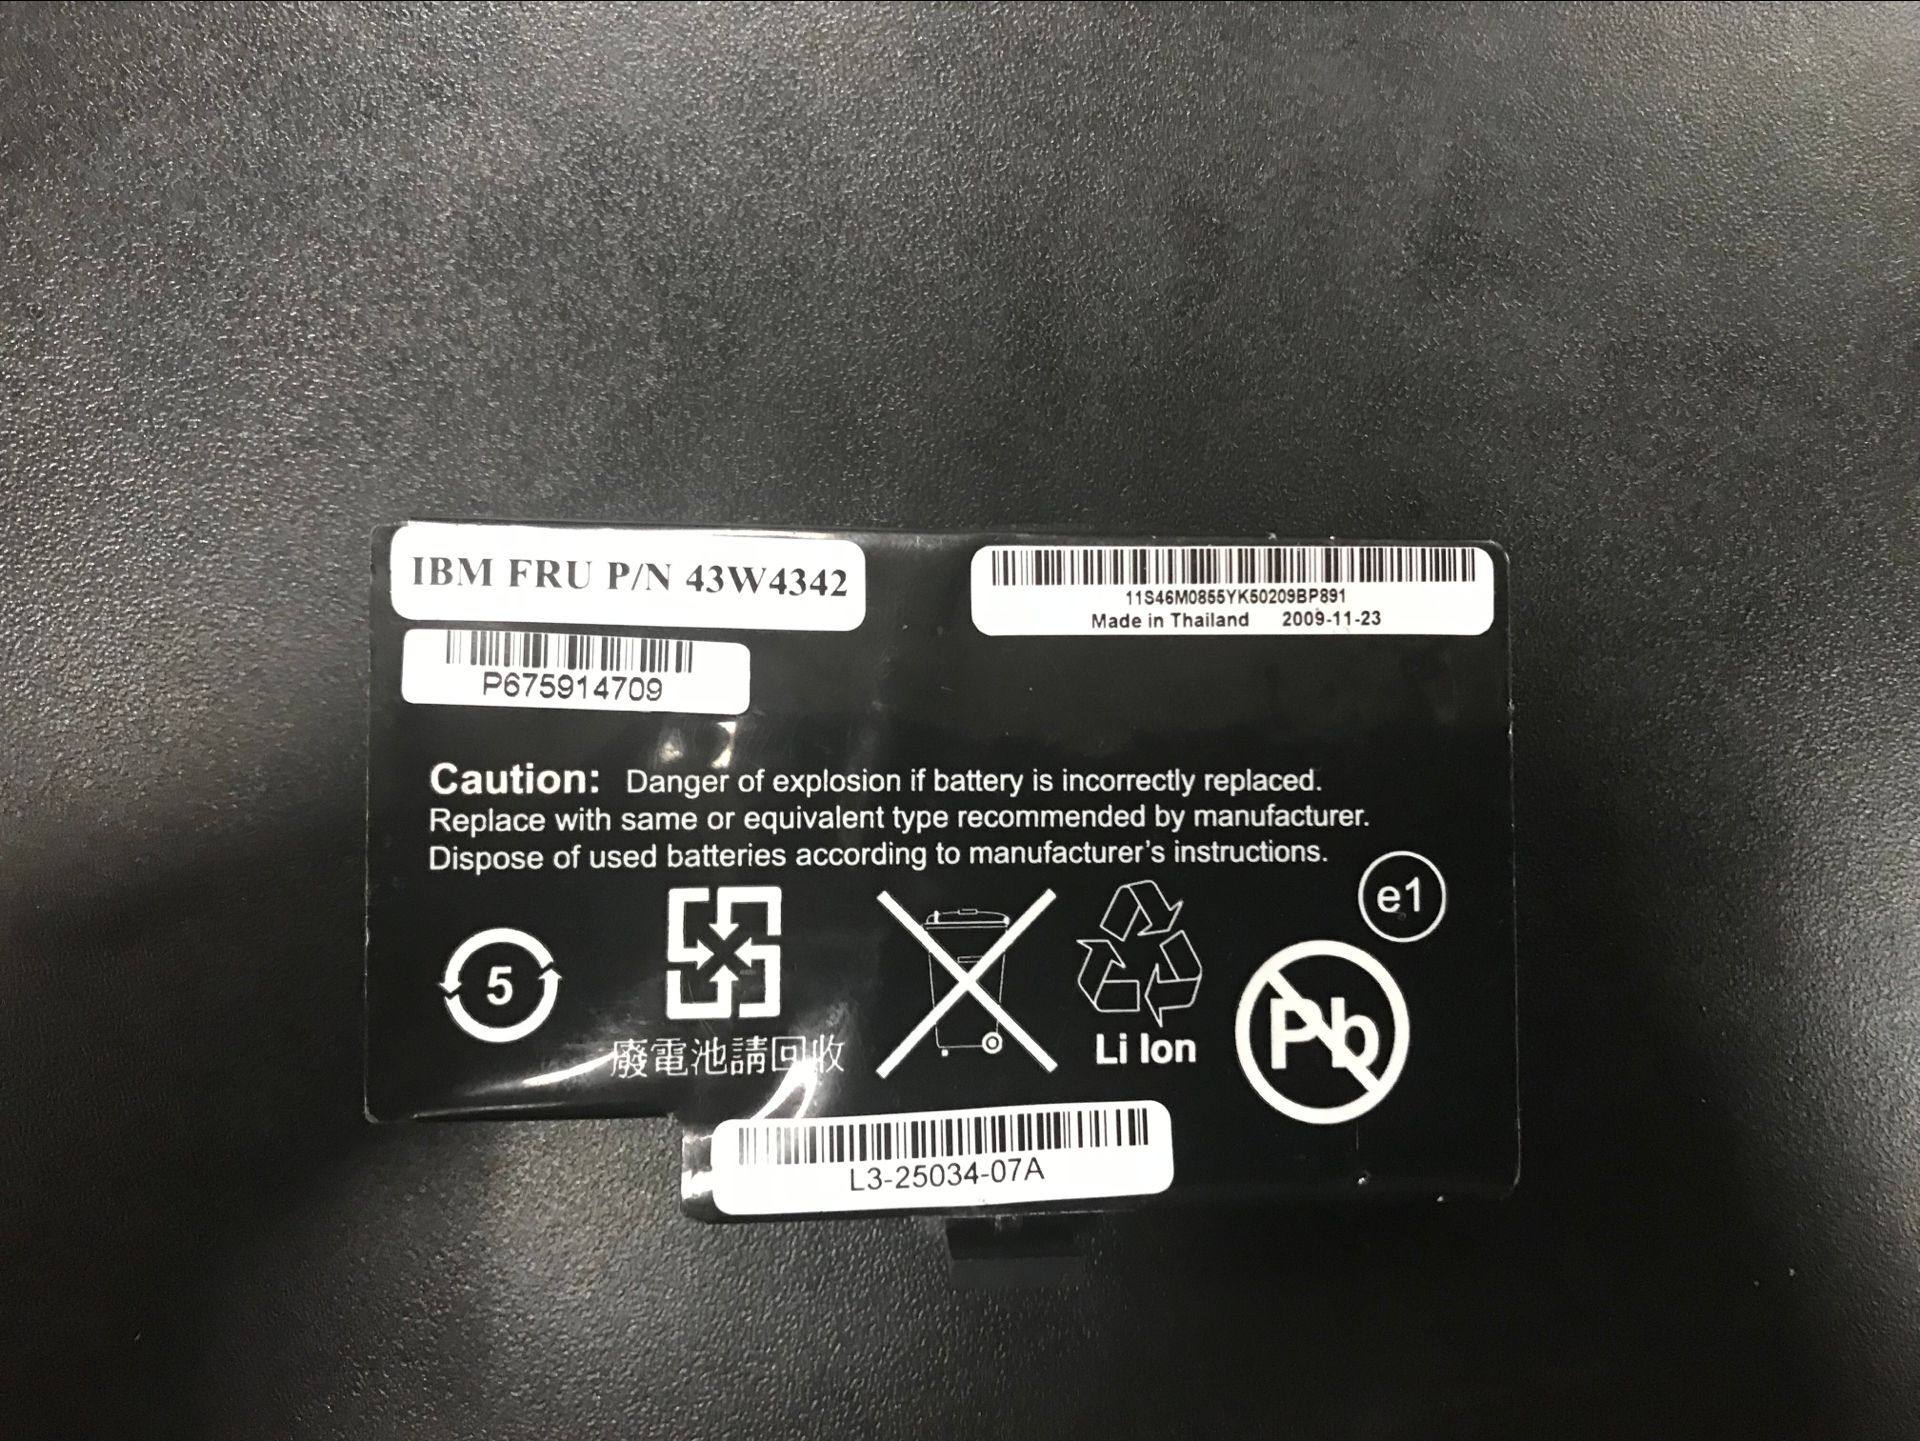 IBM FRU P/N 43W4342
11S46M0855YK50209BP891
Made in Thailand 2009-11-23
P675914709
Caution: Danger of explosion if battery is incorrectly replaced.
Replace with same or equivalent type recommended by manufacturer.
Dispose of used batteries according to manufacturer's instructions.
e1
5
廢電池請回收
Li Ion
Pb
L3-25034-07A